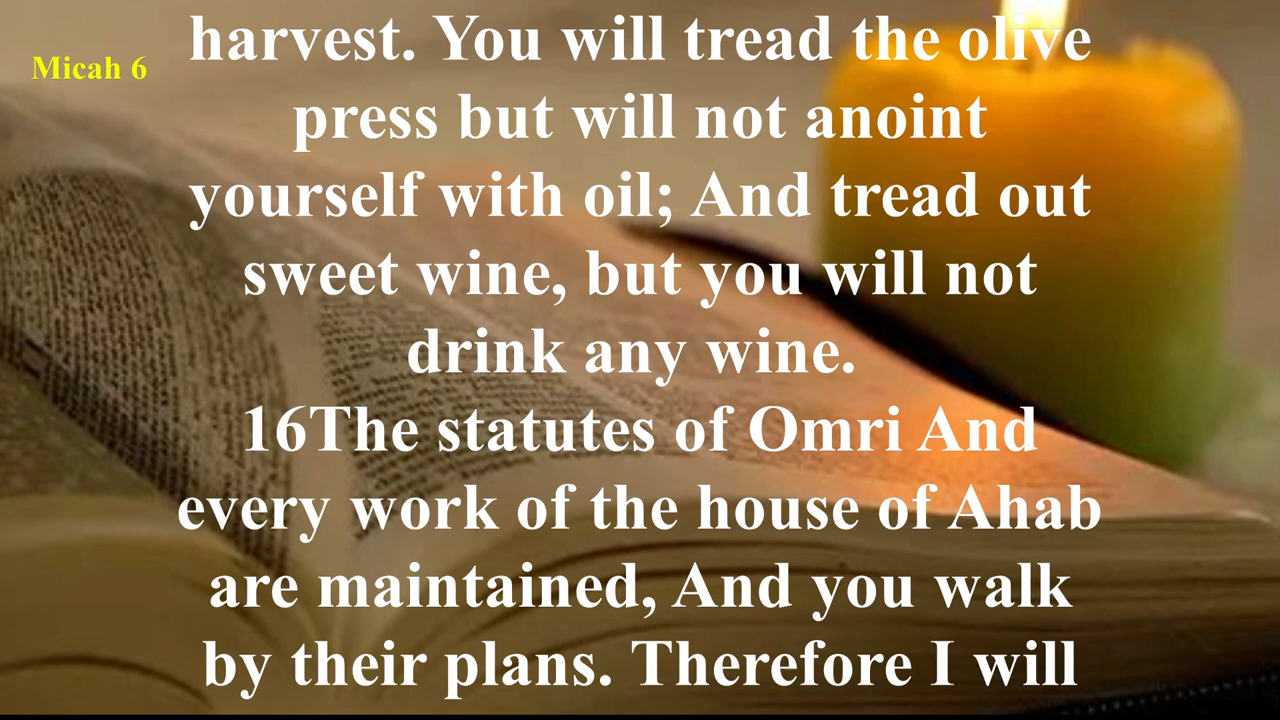 Micah 6
harvest. You will tread the olive
press but will not anoint
yourself with oil; And tread out
sweet wine, but you will not
drink any wine.
16The statutes of Omri And
every work of the house of Ahab
are maintained, And you walk
by their plans. Therefore I will